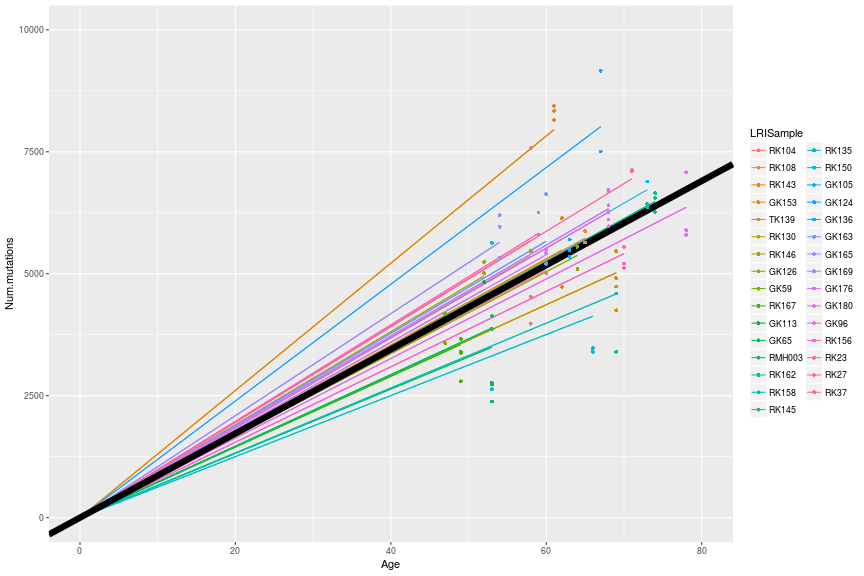 10000
7500
5000
2500
0
Num.mutations
0 20 40 60 80
Age
LRISample
RK104 RK135
RK108 RK150
RK143 GK105
GK153 GK124
TK139 GK136
RK130 GK163
RK146 GK165
GK126 GK169
GK59 GK176
RK167 GK180
GK113 GK96
GK65 RK156
RMH003 RK23
RK162 RK27
RK158 RK37
RK145